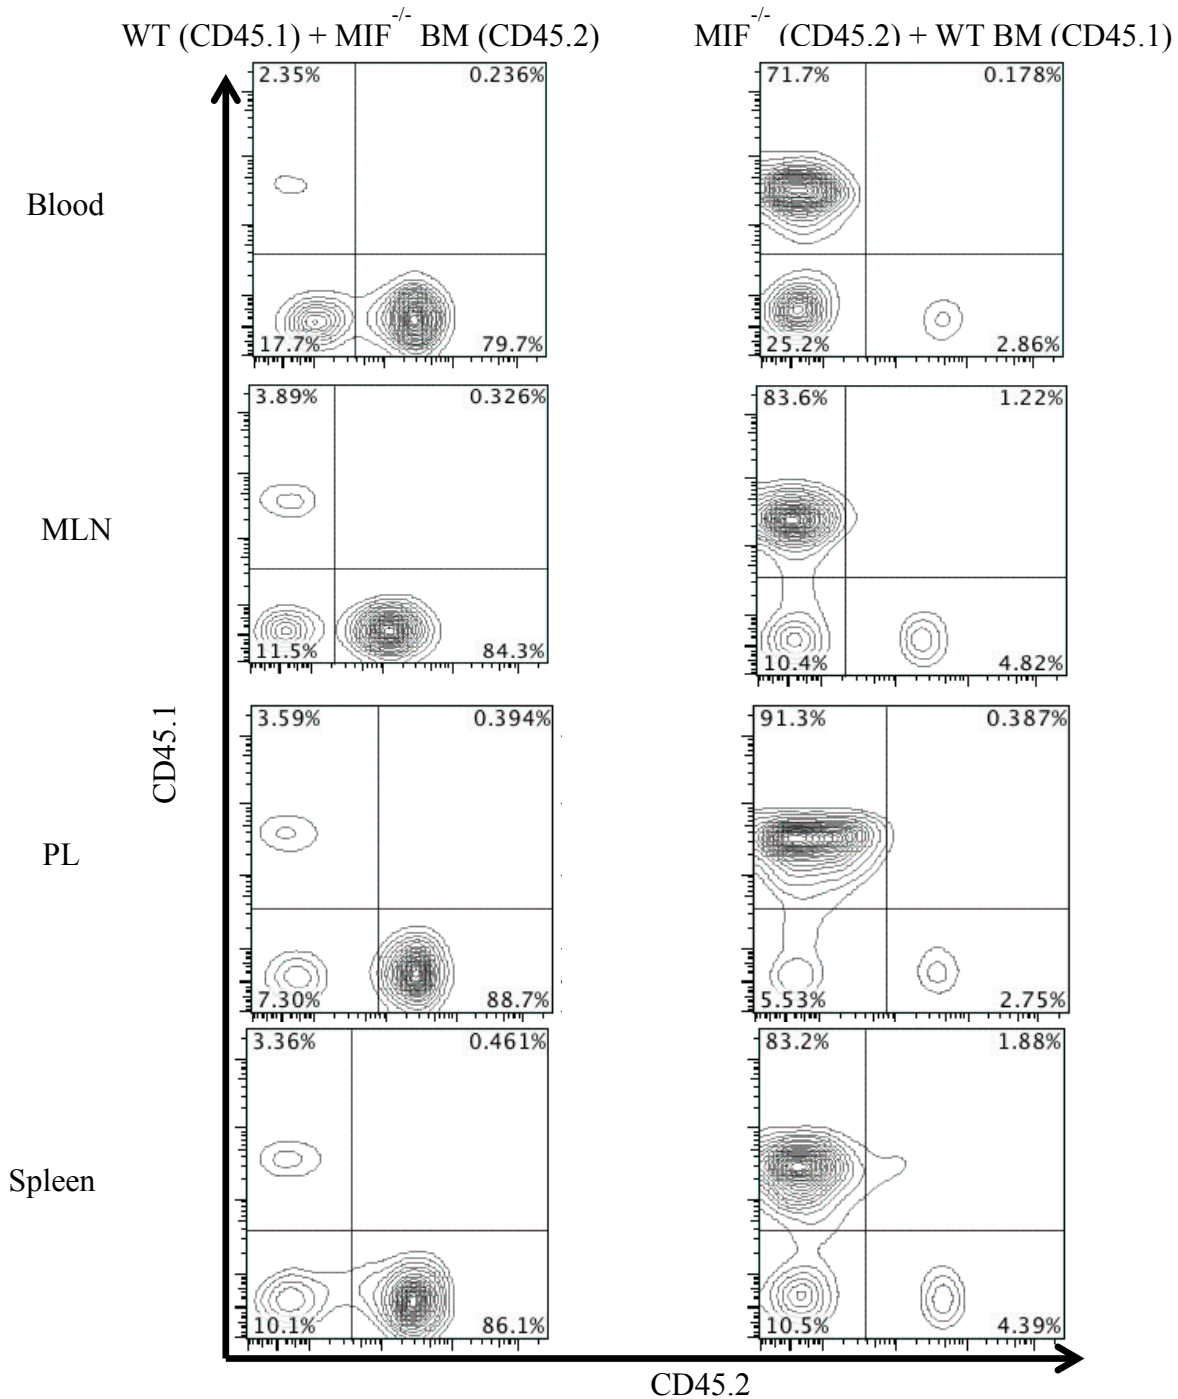 WT (CD45.1) + MIF-/- BM (CD45.2)
MIF-/- (CD45.2) + WT BM (CD45.1)
Blood
2.35% 0.236%
17.7% 79.7%
71.7% 0.178%
25.2% 2.86%
MLN
3.89% 0.326%
11.5% 84.3%
83.6% 1.22%
10.4% 4.82%
CD45.1
PL
3.59% 0.394%
7.30% 88.7%
91.3% 0.387%
5.53% 2.75%
Spleen
3.36% 0.461%
10.1% 86.1%
83.2% 1.88%
10.5% 4.39%
CD45.2